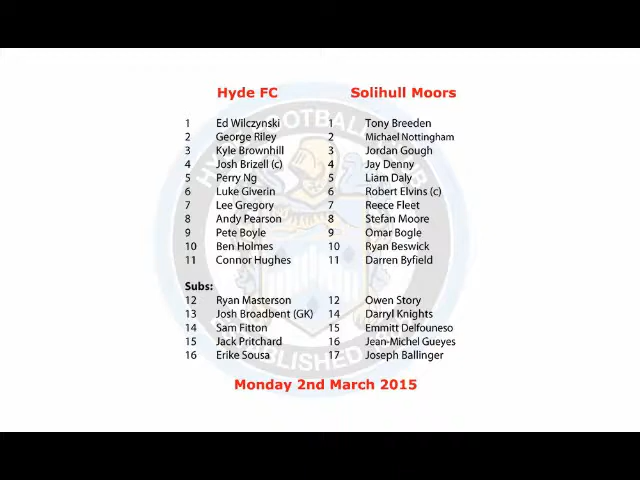 Hyde FC Solihull Moors
1 Ed Wilczynski 1 Tony Breeden
2 George Riley 2 Michael Nottingham
3 Kyle Brownhill 3 Jordan Gough
4 Josh Brizell (c) 4 Jay Denny
5 Perry Ng 5 Liam Daly
6 Luke Giverin 6 Robert Elvins (c)
7 Lee Gregory 7 Reece Fleet
8 Andy Pearson 8 Stefan Moore
9 Pete Boyle 9 Omar Bogle
10 Ben Holmes 10 Ryan Beswick
11 Connor Hughes 11 Darren Byfield
Subs:
12 Ryan Masterson 12 Owen Story
13 Josh Broadbent (GK) 14 Darryl Knights
14 Sam Fitton 15 Emmitt Delfouneso
15 Jack Pritchard 16 Jean-Michel Gueyes
16 Erike Sousa 17 Joseph Ballinger
Monday 2nd March 2015